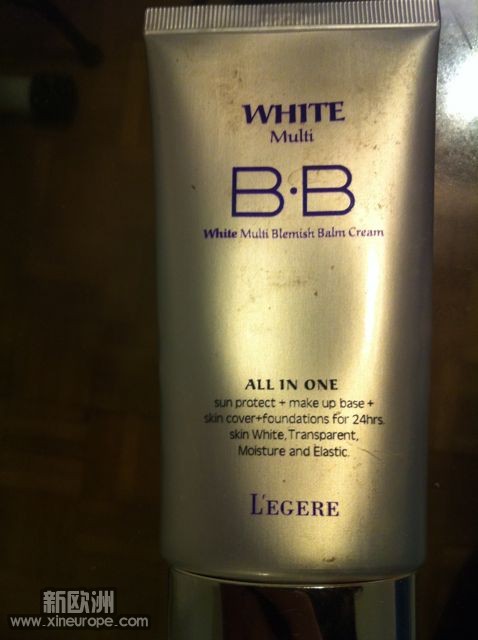 WHITE
Multi
B·B
White Multi Blemish Balm Cream
ALL IN ONE
sun protect + make up base +
skin cover+foundations for 24hrs.
skin White, Transparent,
Moisture and Elastic.
L'EGERE
新欧洲
www.xineurope.com